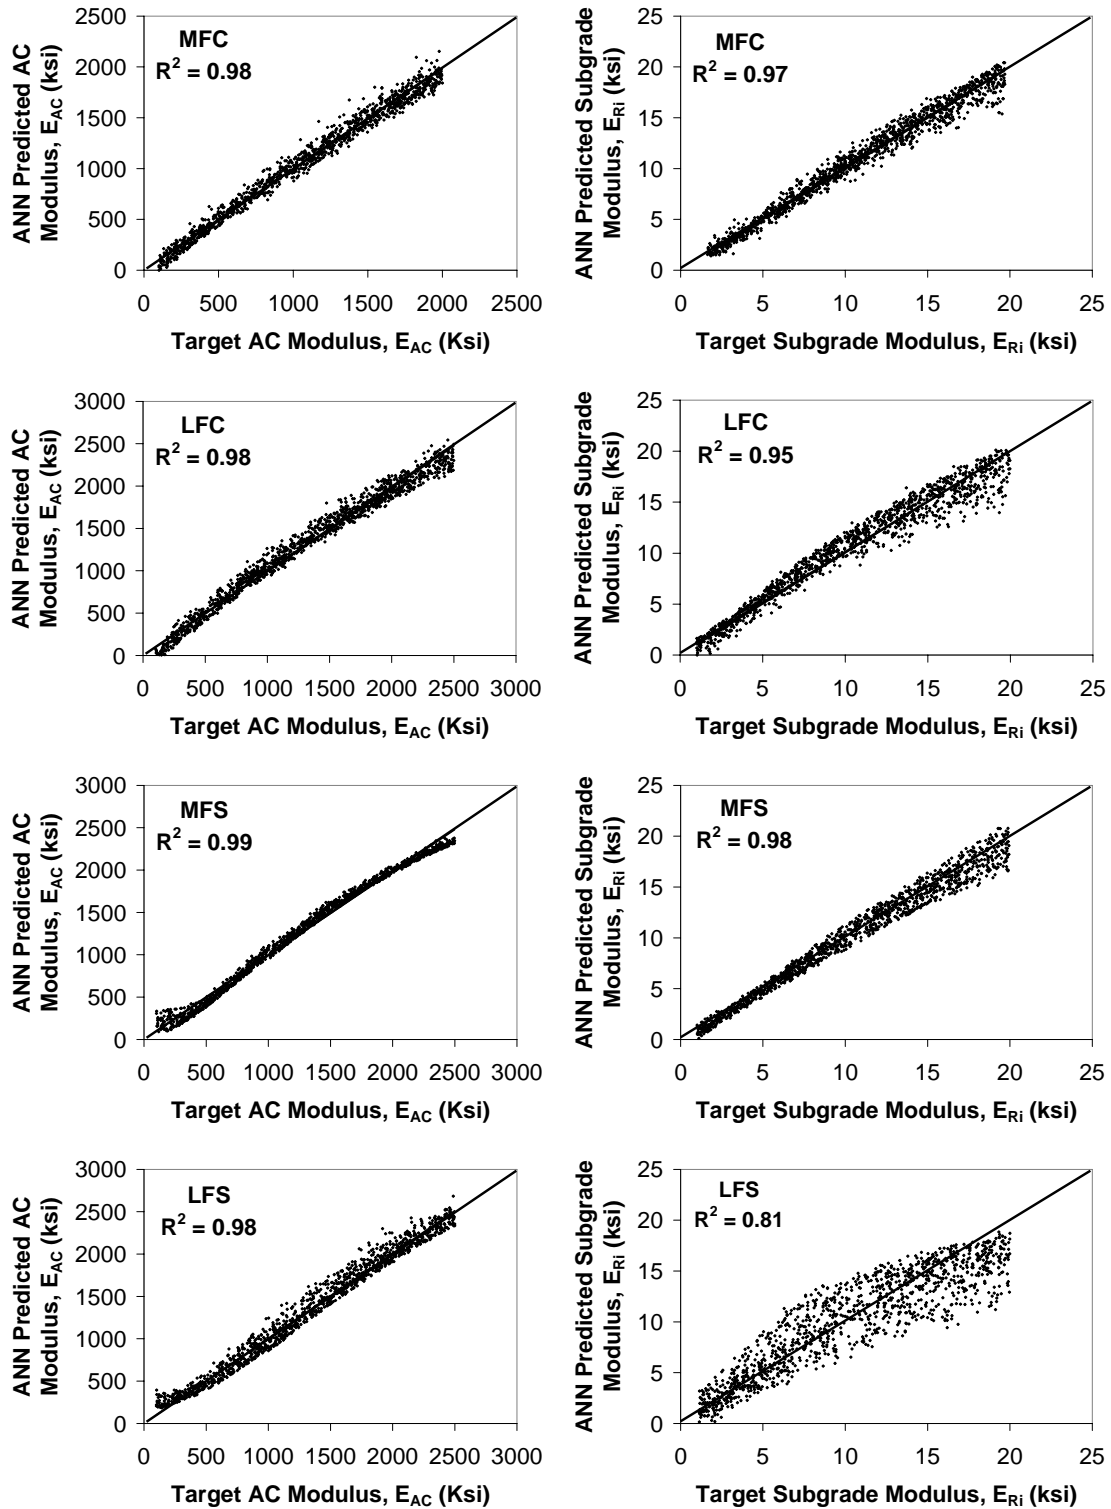 ANN Predicted AC
Modulus, E_AC (ksi)
2500
2000
1500
1000
500
0
MFC
R² = 0.98
0 500 1000 1500 2000 2500
Target AC Modulus, E_AC (Ksi)
ANN Predicted Subgrade
Modulus, E_Ri (ksi)
25
20
15
10
5
0
MFC
R² = 0.97
0 5 10 15 20 25
Target Subgrade Modulus, E_Ri (ksi)
ANN Predicted AC
Modulus, E_AC (ksi)
3000
2500
2000
1500
1000
500
0
LFC
R² = 0.98
0 500 1000 1500 2000 2500 3000
Target AC Modulus, E_AC (Ksi)
ANN Predicted Subgrade
Modulus, E_Ri (ksi)
25
20
15
10
5
0
LFC
R² = 0.95
0 5 10 15 20 25
Target Subgrade Modulus, E_Ri (ksi)
ANN Predicted AC
Modulus, E_AC (ksi)
3000
2500
2000
1500
1000
500
0
MFS
R² = 0.99
0 500 1000 1500 2000 2500 3000
Target AC Modulus, E_AC (Ksi)
ANN Predicted Subgrade
Modulus, E_Ri (ksi)
25
20
15
10
5
0
MFS
R² = 0.98
0 5 10 15 20 25
Target Subgrade Modulus, E_Ri (ksi)
ANN Predicted AC
Modulus, E_AC (ksi)
3000
2500
2000
1500
1000
500
0
LFS
R² = 0.98
0 500 1000 1500 2000 2500 3000
Target AC Modulus, E_AC (Ksi)
ANN Predicted Subgrade
Modulus, E_Ri (ksi)
25
20
15
10
5
0
LFS
R² = 0.81
0 5 10 15 20 25
Target Subgrade Modulus, E_Ri (ksi)